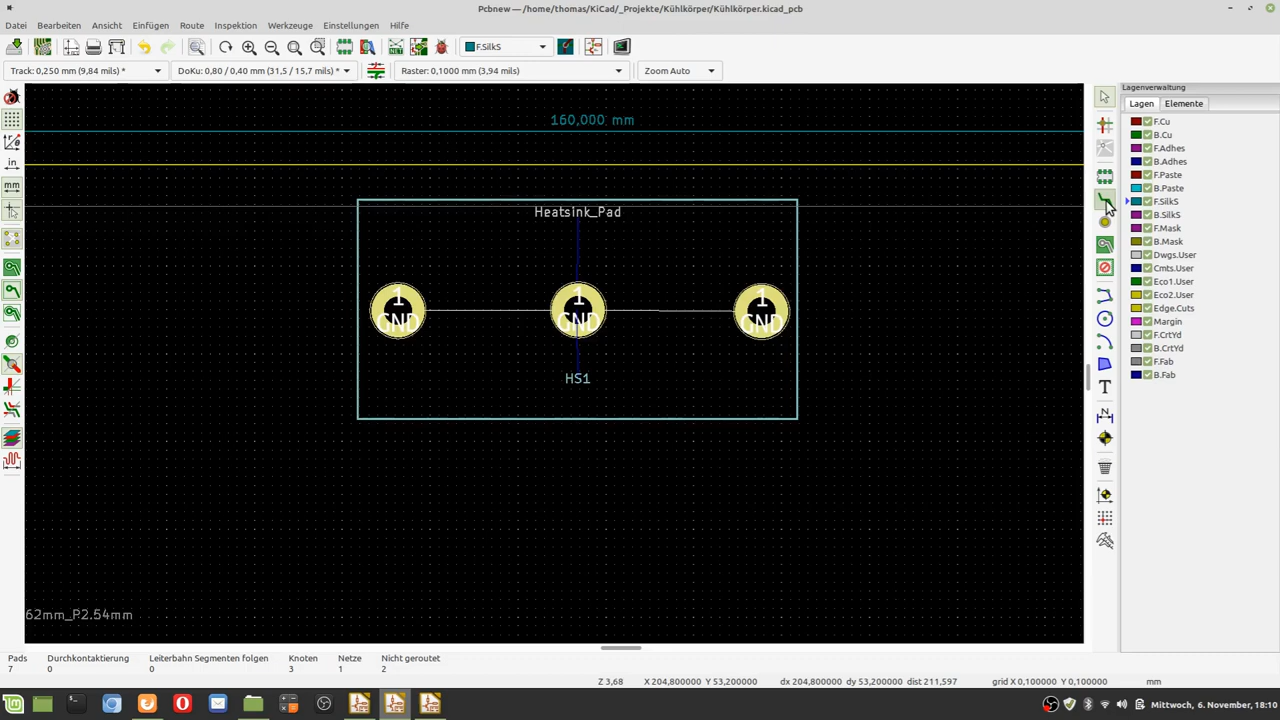 Pcbnew — /home/thomas/KiCad/_Projekte/Kühlkörper/Kühlkörper.kicad_pcb
Datei Bearbeiten Ansicht Einfügen Route Inspektion Werkzeuge Einstellungen Hilfe
F.SilkS
Track: 0,250 mm (9,84 mils) * DoKu: 0,80 / 0,40 mm (31,5 / 15,7 mils) * Raster: 0,1000 mm (3,94 mils) Zoom Auto
Lagenverwaltung
Lagen Elemente
F.Cu
B.Cu
F.Adhes
B.Adhes
F.Paste
B.Paste
F.SilkS
B.SilkS
F.Mask
B.Mask
Dwgs.User
Cmts.User
Eco1.User
Eco2.User
Edge.Cuts
Margin
F.CrtYd
B.CrtYd
F.Fab
B.Fab
in
mm
160,000 mm
Heatsink_Pad
1 1 1
GND GND GND
HS1
62mm_P2.54mm
Pads Durchkontaktierung Leiterbahn Segmenten folgen Knoten Netze Nicht geroutet
7 0 0 3 1 2
Z 3,68 X 204,800000 Y 53,200000 dx 204,800000 dy 53,200000 dist 211,597 grid X 0,100000 Y 0,100000 mm
Mittwoch, 6. November, 18:10